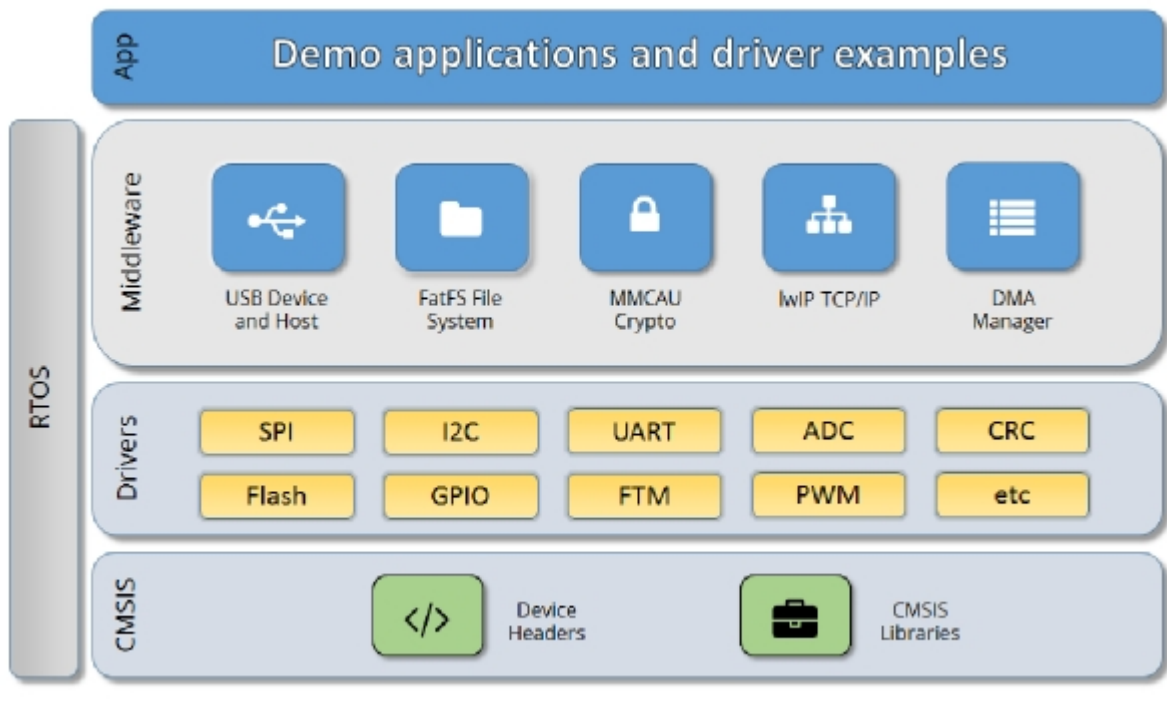 App
Demo applications and driver examples
RTOS
Middleware
USB Device
and Host
FatFS File
System
MMCAU
Crypto
lwIP TCP/IP
DMA
Manager
Drivers
SPI
I2C
UART
ADC
CRC
Flash
GPIO
FTM
PWM
etc
CMSIS
Device
Headers
CMSIS
Libraries